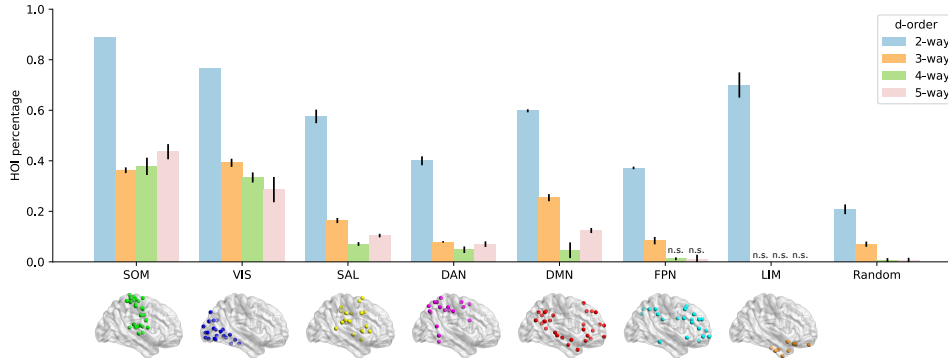 1.0
0.8
0.6
0.4
0.2
0.0
HOI percentage
d-order
2-way
3-way
4-way
5-way
n.s. n.s.
n.s. n.s. n.s.
SOM VIS SAL DAN DMN FPN LIM Random